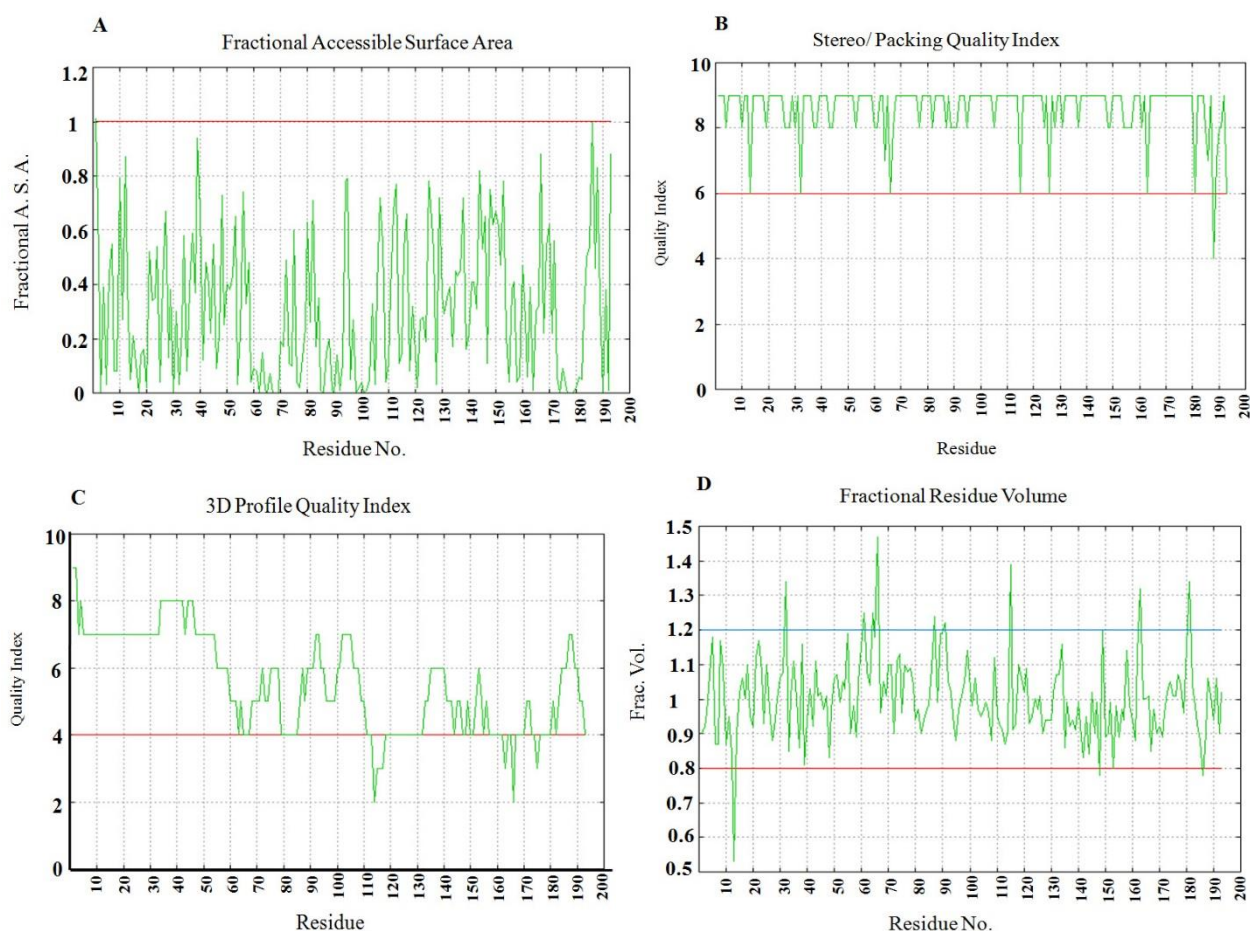 A
Fractional Accessible Surface Area
1.2
1
0.8
0.6
0.4
0.2
0
Fractional A. S. A.
10 20 30 40 50 60 70 80 90 100 110 120 130 140 150 160 170 180 190 200
Residue No.
B
Stereo/ Packing Quality Index
10
8
6
4
2
0
Quality Index
10 20 30 40 50 60 70 80 90 100 110 120 130 140 150 160 170 180 190 200
Residue
C
3D Profile Quality Index
10
8
6
4
2
0
Quality Index
10 20 30 40 50 60 70 80 90 100 110 120 130 140 150 160 170 180 190 200
Residue
D
Fractional Residue Volume
1.5
1.4
1.3
1.2
1.1
1.0
0.9
0.8
0.7
0.6
0.5
Frac. Vol.
10 20 30 40 50 60 70 80 90 100 110 120 130 140 150 160 170 180 190 200
Residue No.